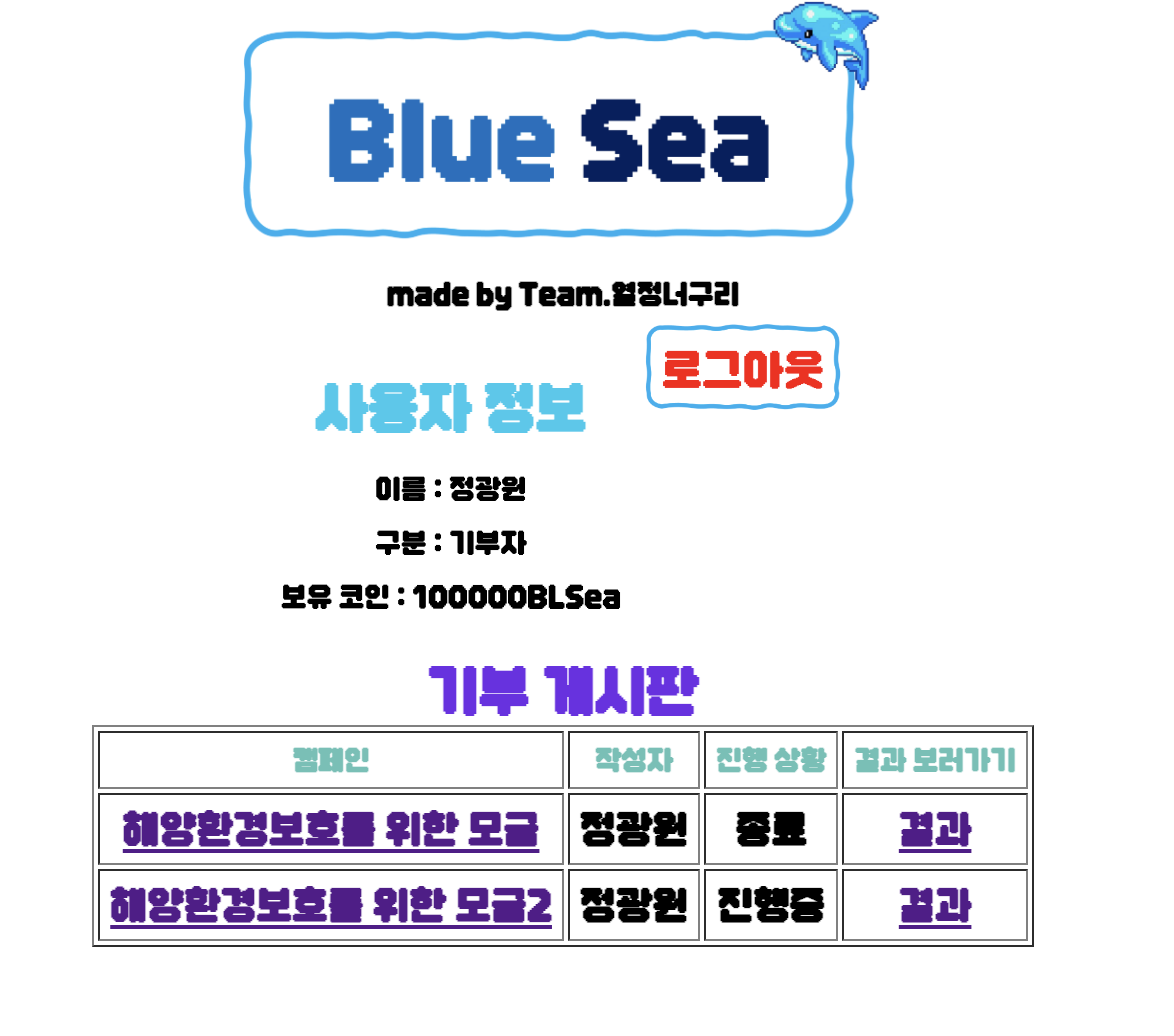 Blue Sea
made by Team.열정너구리
로그아웃
사용자 정보
이름 : 정광원
구분 : 기부자
보유 코인 : 100000BLSea
기부 게시판
캠페인 작성자 진행 상황 결과 보러가기
해양환경보호를 위한 모금 정광원 종료 결과
해양환경보호를 위한 모금2 정광원 진행중 결과